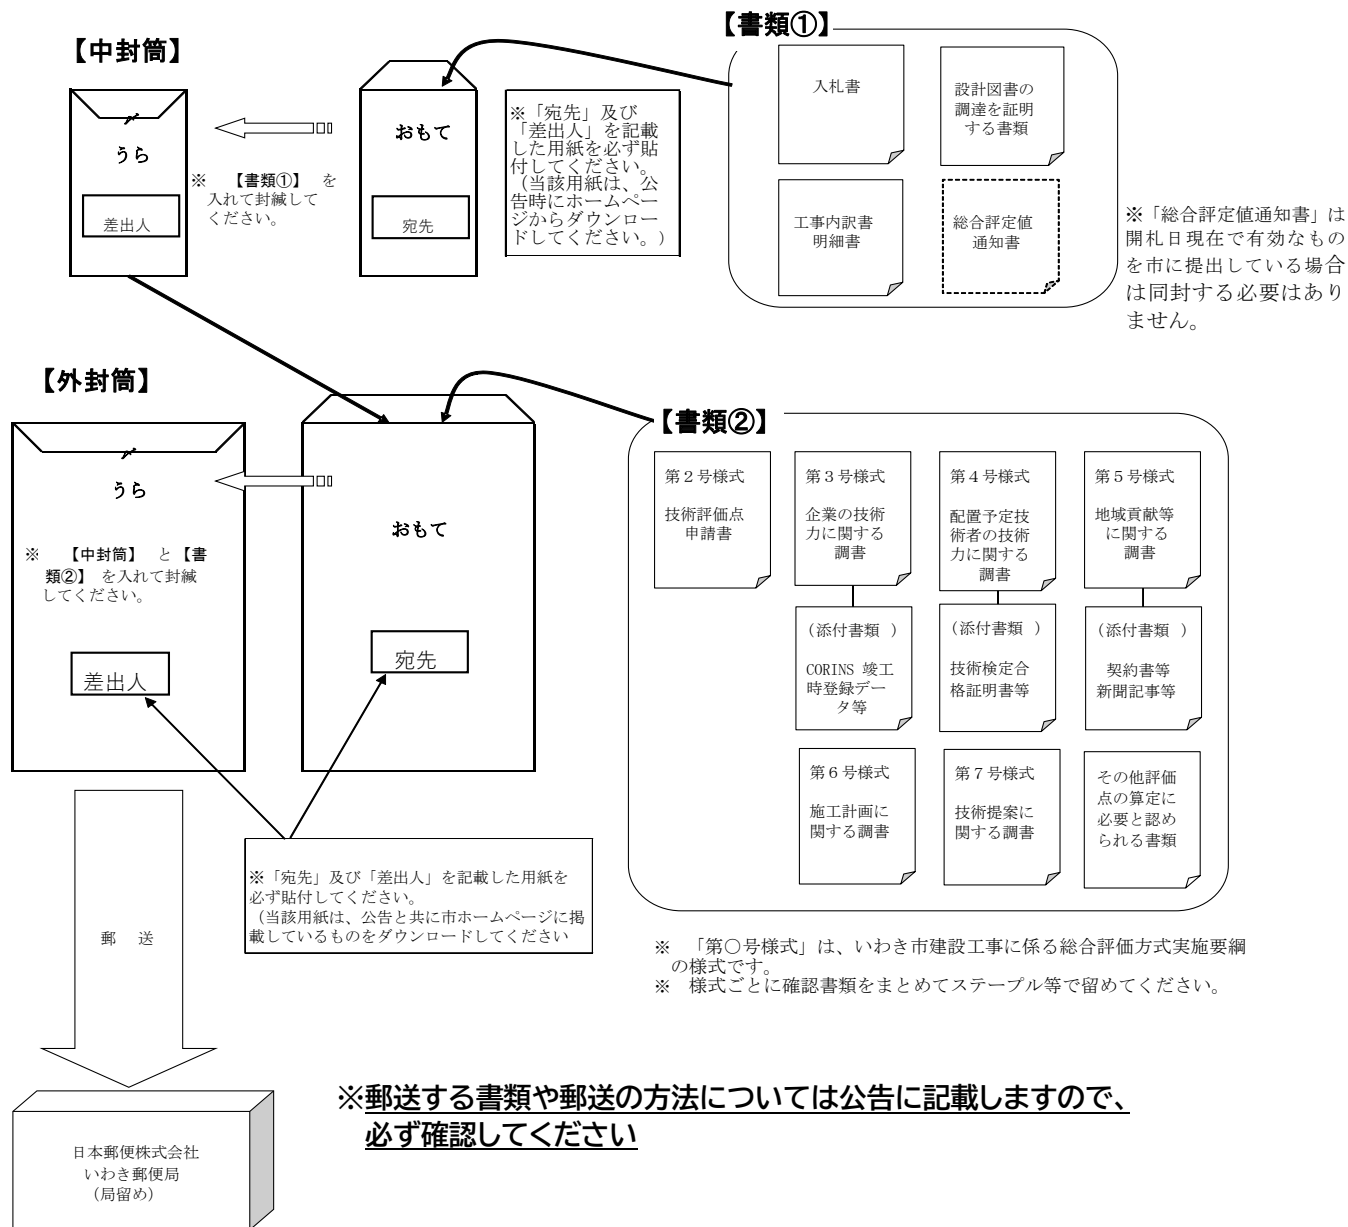 【中封筒】
うら
差出人
※　【書類①】　を
入れて封緘して
ください。
おもて
宛先
※「宛先」及び
「差出人」を記載
した用紙を必ず貼
付してください。
（当該用紙は、公
告時にホームペー
ジからダウンロー
ドしてください。）
【書類①】
入札書
設計図書の
調達を証明
する書類
工事内訳書
明細書
総合評定値
通知書
※「総合評定値通知書」は
開札日現在で有効なもの
を市に提出している場合
は同封する必要はあり
ません。
【外封筒】
うら
※　【中封筒】　と【書
類②】　を入れて封緘
してください。
差出人
おもて
宛先
※「宛先」及び「差出人」を記載した用紙を
必ず貼付してください。
（当該用紙は、公告と共に市ホームページに掲
載しているものをダウンロードしてください
【書類②】
第２号様式
技術評価点
申請書
第３号様式
企業の技術
力に関する
調書
第４号様式
配置予定技
術者の技術
力に関する
調書
第５号様式
地域貢献等
に関する
調書
（添付書類　）
CORINS 竣工
時登録デー
タ等
（添付書類　）
技術検定合
格証明書等
（添付書類　）
契約書等
新聞記事等
第６号様式
施工計画に
関する調書
第７号様式
技術提案に
関する調書
その他評価
点の算定に
必要と認め
られる書類
※　「第〇号様式」は、いわき市建設工事に係る総合評価方式実施要綱
の様式です。
※　様式ごとに確認書類をまとめてステープル等で留めてください。
郵　送
日本郵便株式会社
いわき郵便局
（局留め）
※郵送する書類や郵送の方法については公告に記載しますので、
必ず確認してください